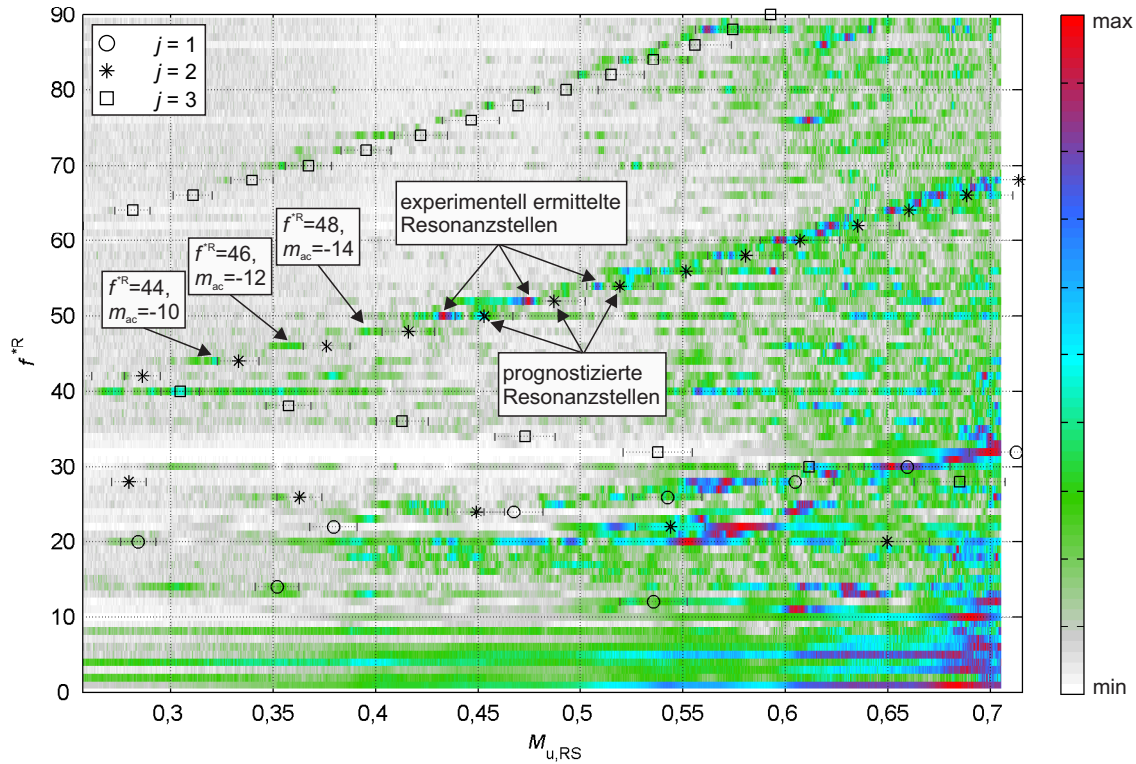 j = 1
j = 2
j = 3
90
80
70
60
50
40
30
20
10
0
f*R
f*R=44,
mac=-10
f*R=46,
mac=-12
f*R=48,
mac=-14
experimentell ermittelte
Resonanzstellen
prognostizierte
Resonanzstellen
0,3
0,35
0,4
0,45
0,5
0,55
0,6
0,65
0,7
Mu,RS
max
min